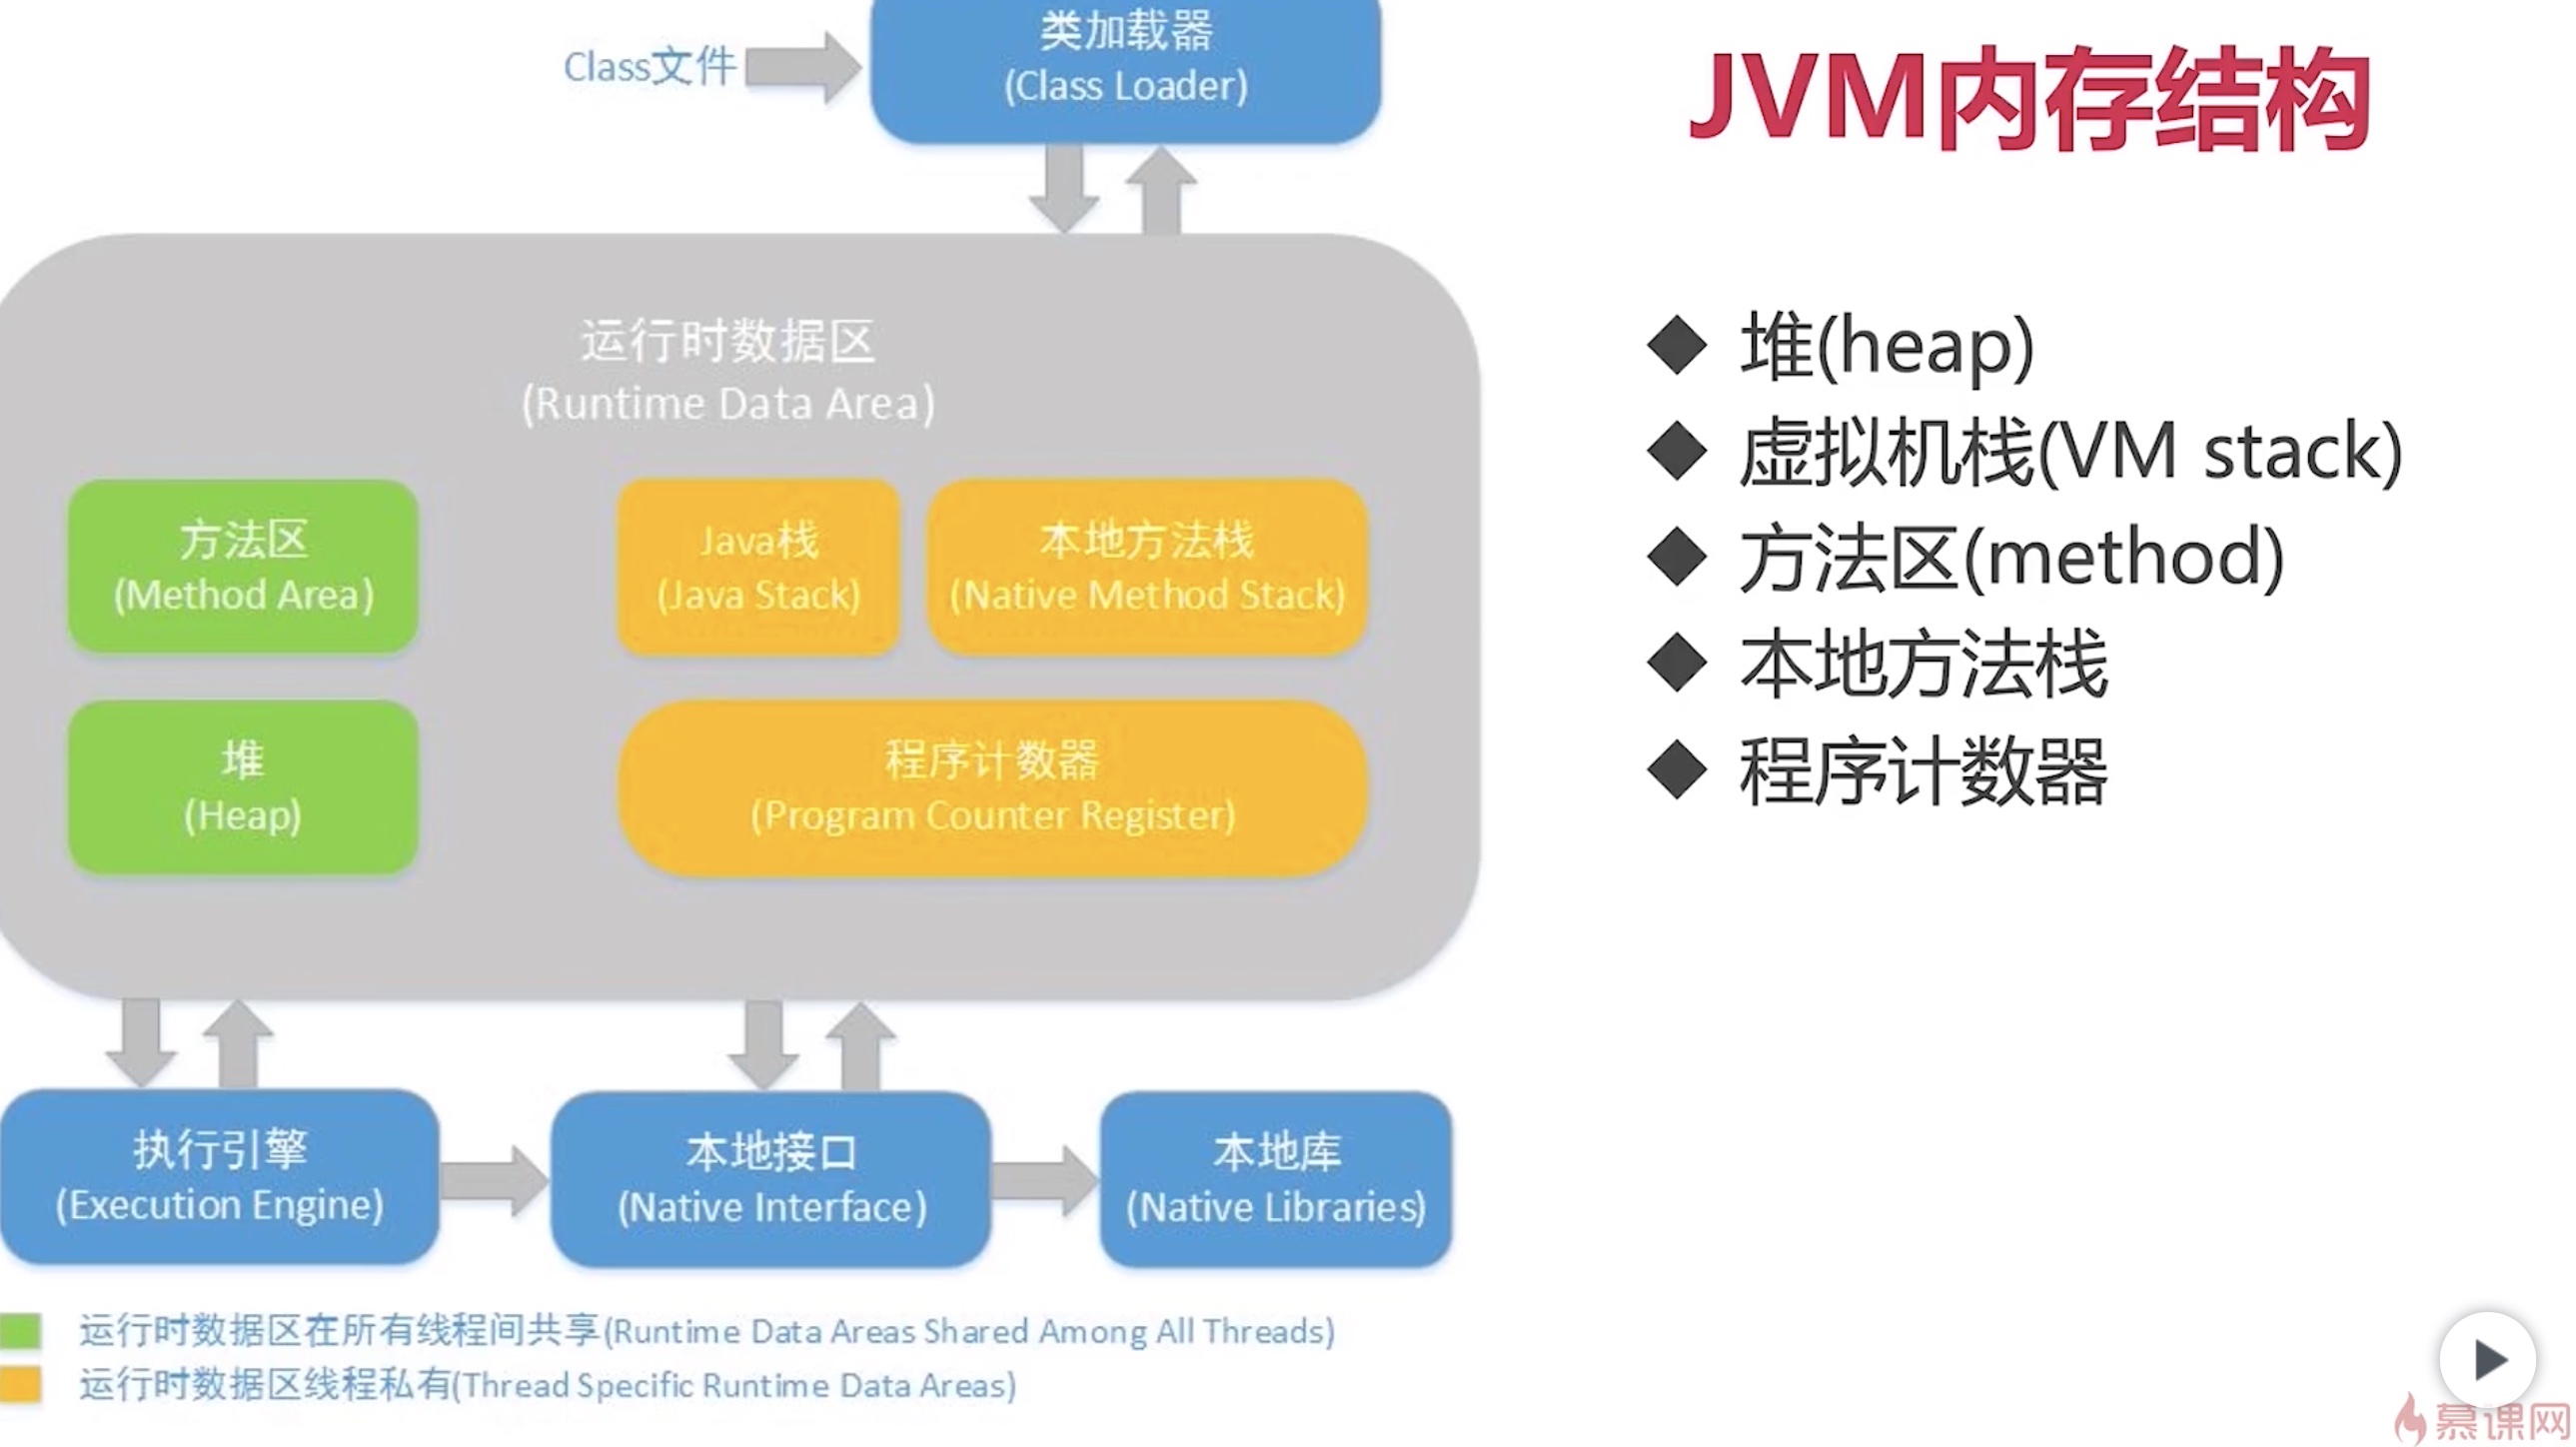 JVM内存结构
Class文件
类加载器
(Class Loader)
运行时数据区
(Runtime Data Area)
方法区
(Method Area)
Java栈
(Java Stack)
本地方法栈
(Native Method Stack)
堆
(Heap)
程序计数器
(Program Counter Register)
执行引擎
(Execution Engine)
本地接口
(Native Interface)
本地库
(Native Libraries)
运行时数据区在所有线程间共享(Runtime Data Areas Shared Among All Threads)
运行时数据区线程私有(Thread Specific Runtime Data Areas)
堆(heap)
虚拟机栈(VM stack)
方法区(method)
本地方法栈
程序计数器
慕课网